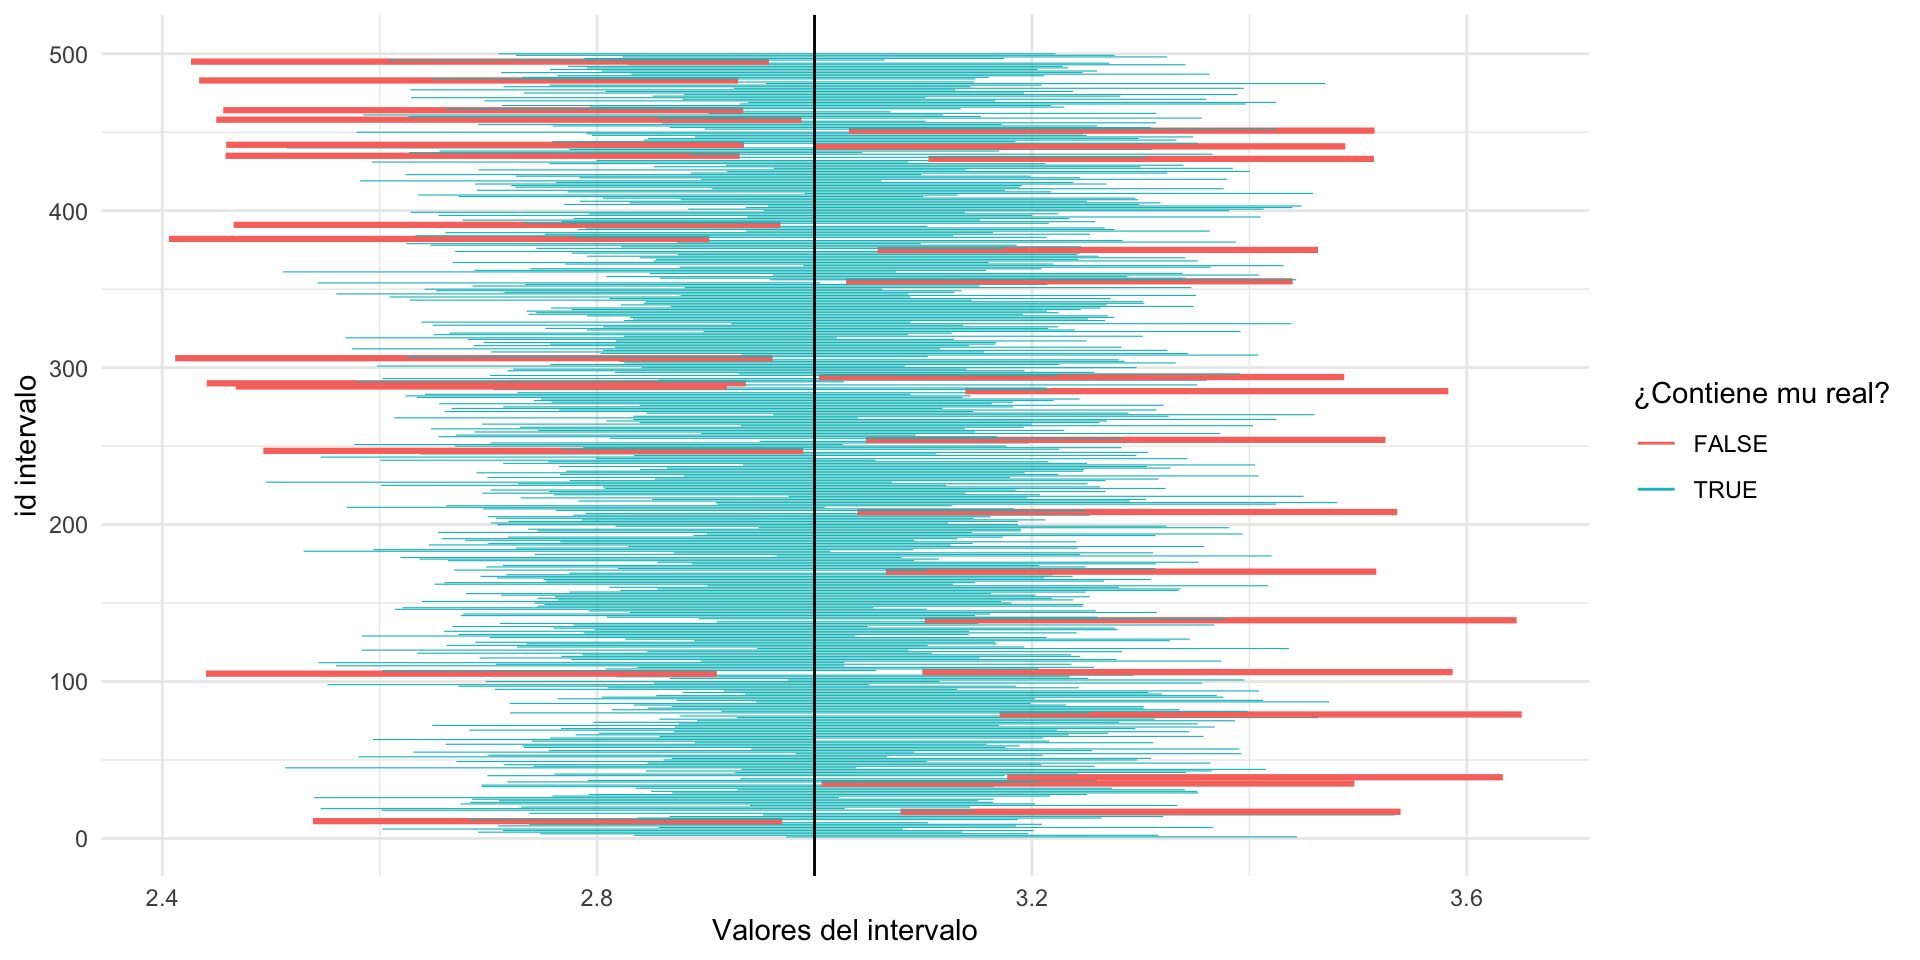 500
400
300
200
100
0
id intervalo
2.4
2.8
3.2
3.6
Valores del intervalo
¿Contiene mu real?
FALSE
TRUE